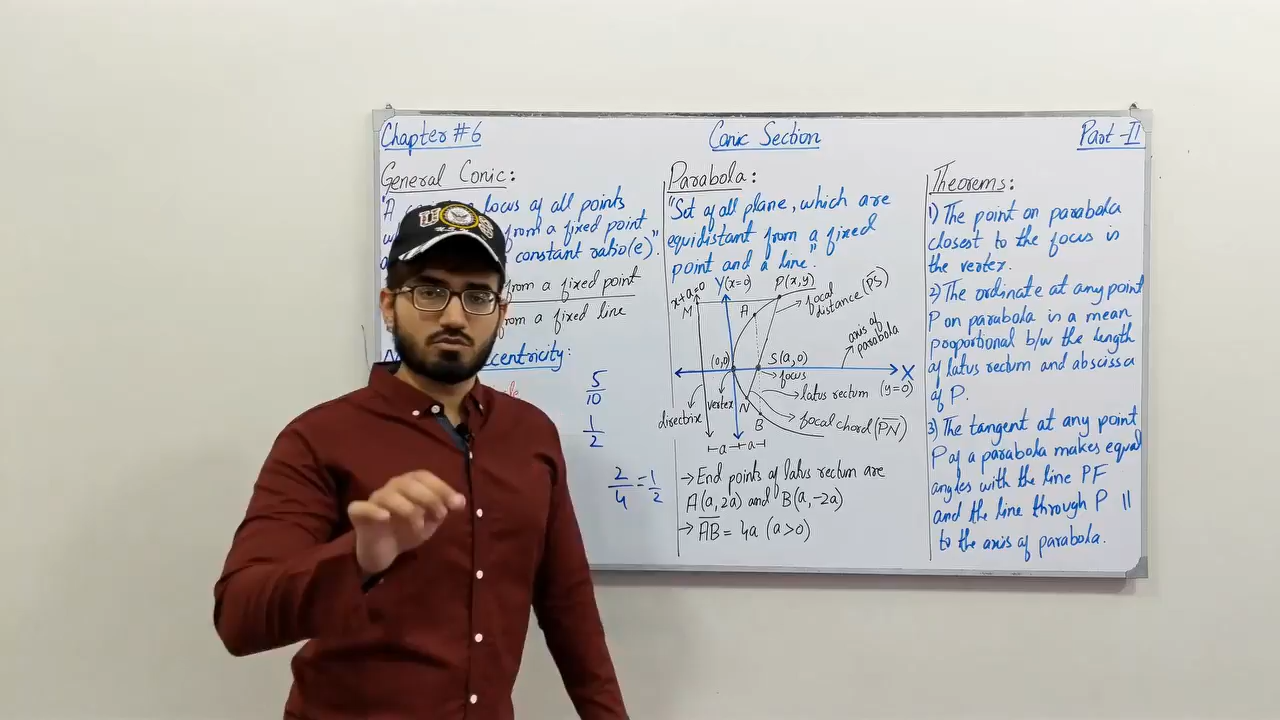 Chapter #6
Conic Section
Part-II
General Conic:
"A locus of all points
from a fixed point
constant ratio(e)."
from a fixed point
from a fixed line
ccentricity:
5/10
1/2
2/4 = 1/2
Parabola:
"Set of all plane, which are
equidistant from a fixed
point and a line."
x+a=0
M
Y(x=0)
P(x,y)
A
focal
distance (PS)
axis of
parabola
(0,0)
S(a,0)
X
(y=0)
focus
latus rectum
directrix
vertex
N
B
focal chord (PN)
a
a
→ End points of latus rectum are
A(a,2a) and B(a,-2a)
→ AB = 4a (a>0)
Theorems:
1) The point on parabola
closest to the focus is
the vertex.
2) The ordinate at any point
P on parabola is a mean
proportional b/w the length
of latus rectum and abscissa
of P.
3) The tangent at any point
P of a parabola makes equal
angles with the line PF
and the line through P ||
to the axis of parabola.